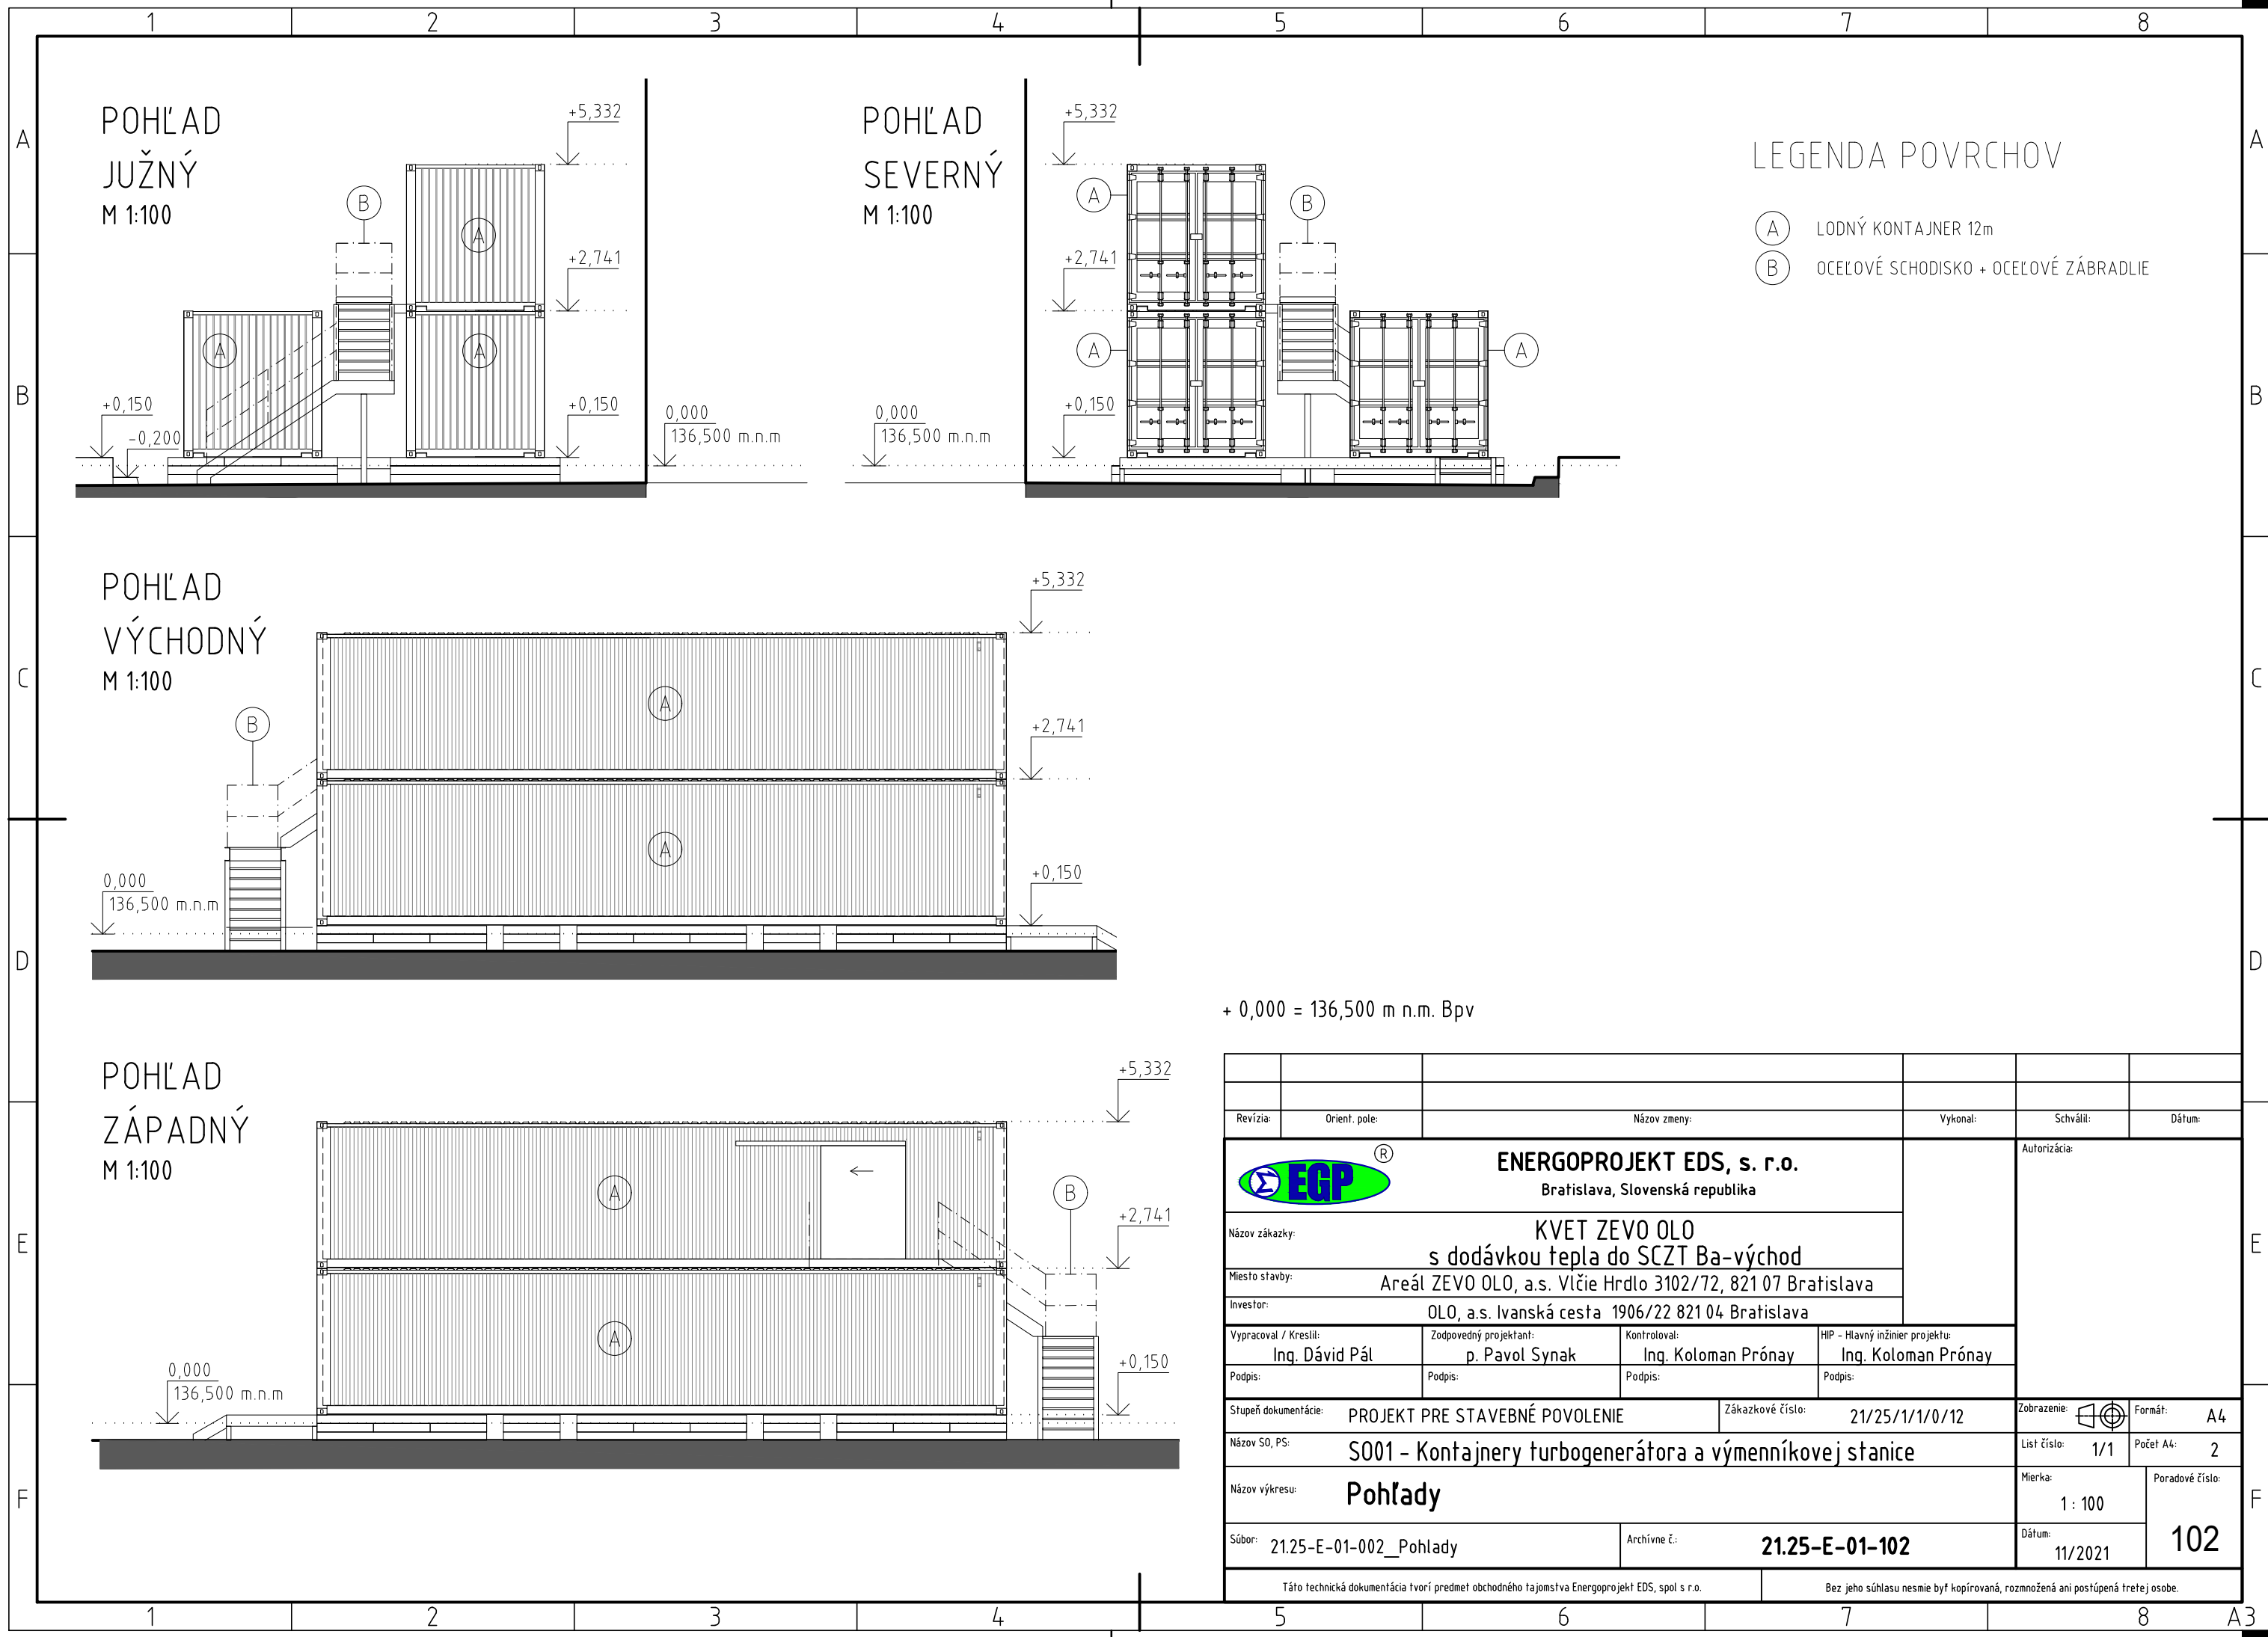 1 2 3 4 5 6 7 8
A A
B B
C C
D D
E E
F F
POHĽAD
JUŽNÝ
M 1:100
B
A
A
A
+5,332
+2,741
+0,150
+0,150
-0,200
0,000
136,500 m.n.m
POHĽAD
SEVERNÝ
M 1:100
+5,332
+2,741
+0,150
0,000
136,500 m.n.m
A
B
A
A
LEGENDA POVRCHOV
A LODNÝ KONTAJNER 12m
B OCEĽOVÉ SCHODISKO + OCEĽOVÉ ZÁBRADLIE
POHĽAD
VÝCHODNÝ
M 1:100
B
A
A
+5,332
+2,741
+0,150
0,000
136,500 m.n.m
POHĽAD
ZÁPADNÝ
M 1:100
A
A
B
+5,332
+2,741
+0,150
0,000
136,500 m.n.m
+ 0,000 = 136,500 m n.m. Bpv
Revízia: Orient. pole: Názov zmeny: Vykonal: Schválil: Dátum:
Σ EGP ®
ENERGOPROJEKT EDS, s. r.o.
Bratislava, Slovenská republika
Autorizácia:
Názov zákazky: KVET ZEVO OLO
s dodávkou tepla do SCZT Ba-východ
Miesto stavby: Areál ZEVO OLO, a.s. Vlčie Hrdlo 3102/72, 821 07 Bratislava
Investor: OLO, a.s. Ivanská cesta 1906/22 821 04 Bratislava
Vypracoval / Kreslil: Zodpovedný projektant: Kontroloval: HIP - Hlavný inžinier projektu:
Ing. Dávid Pál p. Pavol Synak Ing. Koloman Prónay Ing. Koloman Prónay
Podpis: Podpis: Podpis: Podpis:
Stupeň dokumentácie: PROJEKT PRE STAVEBNÉ POVOLENIE Zákazkové číslo: 21/25/1/1/0/12 Zobrazenie: Formát: A4
Názov SO, PS: SO01 - Kontajnery turbogenerátora a výmenníkovej stanice List číslo: 1/1 Počet A4: 2
Názov výkresu: Pohľady Mierka: 1 : 100 Poradové číslo: 102
Súbor: 21.25-E-01-002_Pohlady Archívne č.: 21.25-E-01-102 Dátum: 11/2021
Táto technická dokumentácia tvorí predmet obchodného tajomstva Energoprojekt EDS, spol s r.o. Bez jeho súhlasu nesmie byť kopírovaná, rozmnožená ani postúpená tretej osobe.
1 2 3 4 5 6 7 8 A3